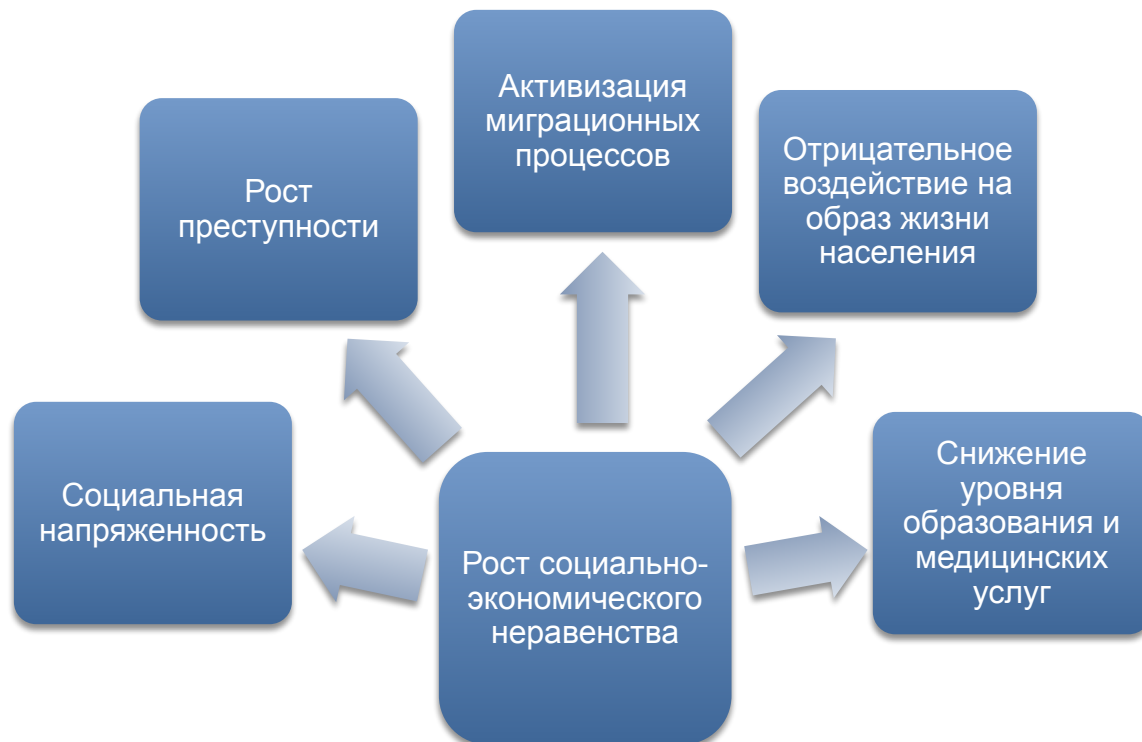 Активизация
миграционных
процессов
Рост
преступности
Отрицательное
воздействие на
образ жизни
населения
Социальная
напряженность
Снижение
уровня
образования и
медицинских
услуг
Рост социально-
экономического
неравенства